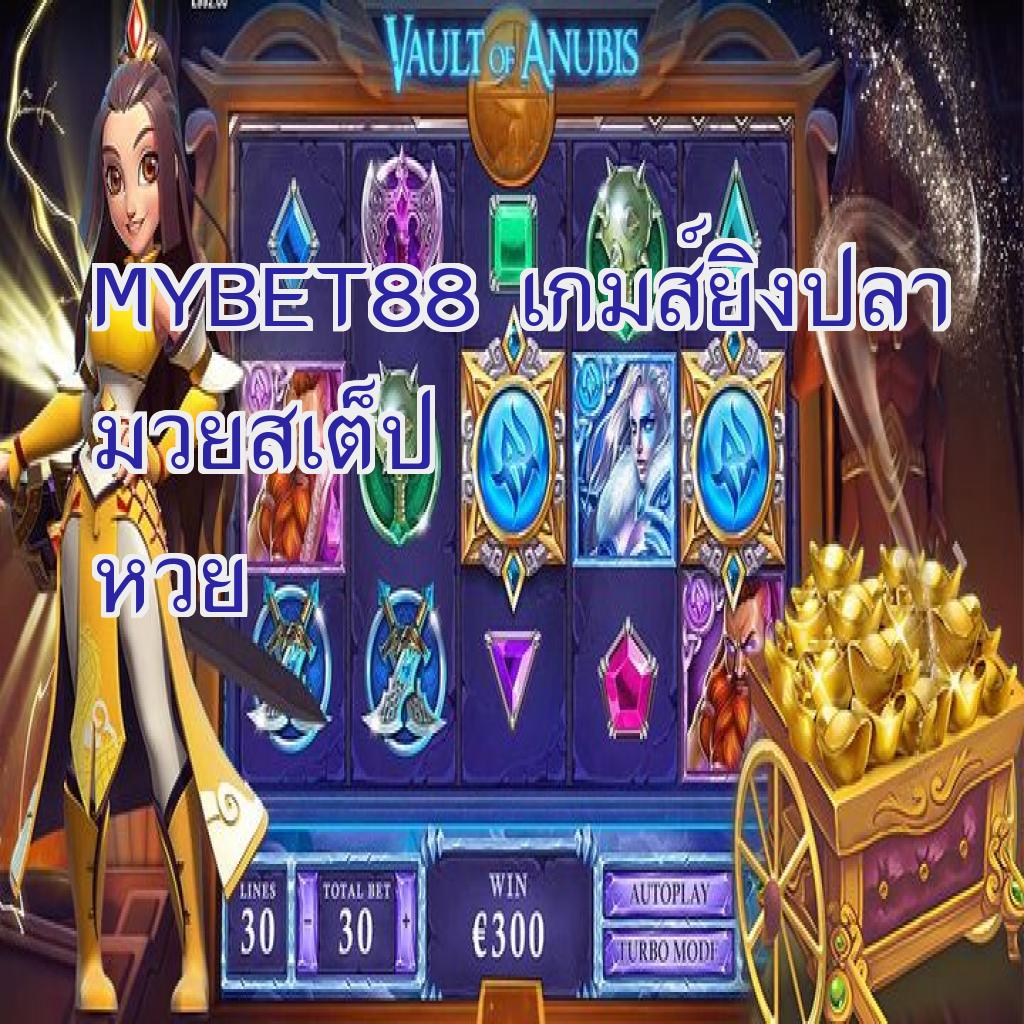 VAULT OF ANUBIS
MYBET88 เกมส์ยิงปลา
มวยสเต็ป
หวย
LINES
30
TOTAL BET
- 30 +
WIN
€300
AUTOPLAY
TURBO MODE